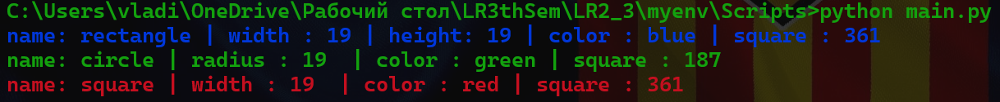 C:\Users\vladi\OneDrive\Рабочий стол\LR3thSem\LR2_3\myenv\Scripts>python main.py
name: rectangle | width : 19 | height: 19 | color : blue | square : 361
name: circle | radius : 19  | color : green | square : 187
name: square | width : 19  | color : red | square : 361